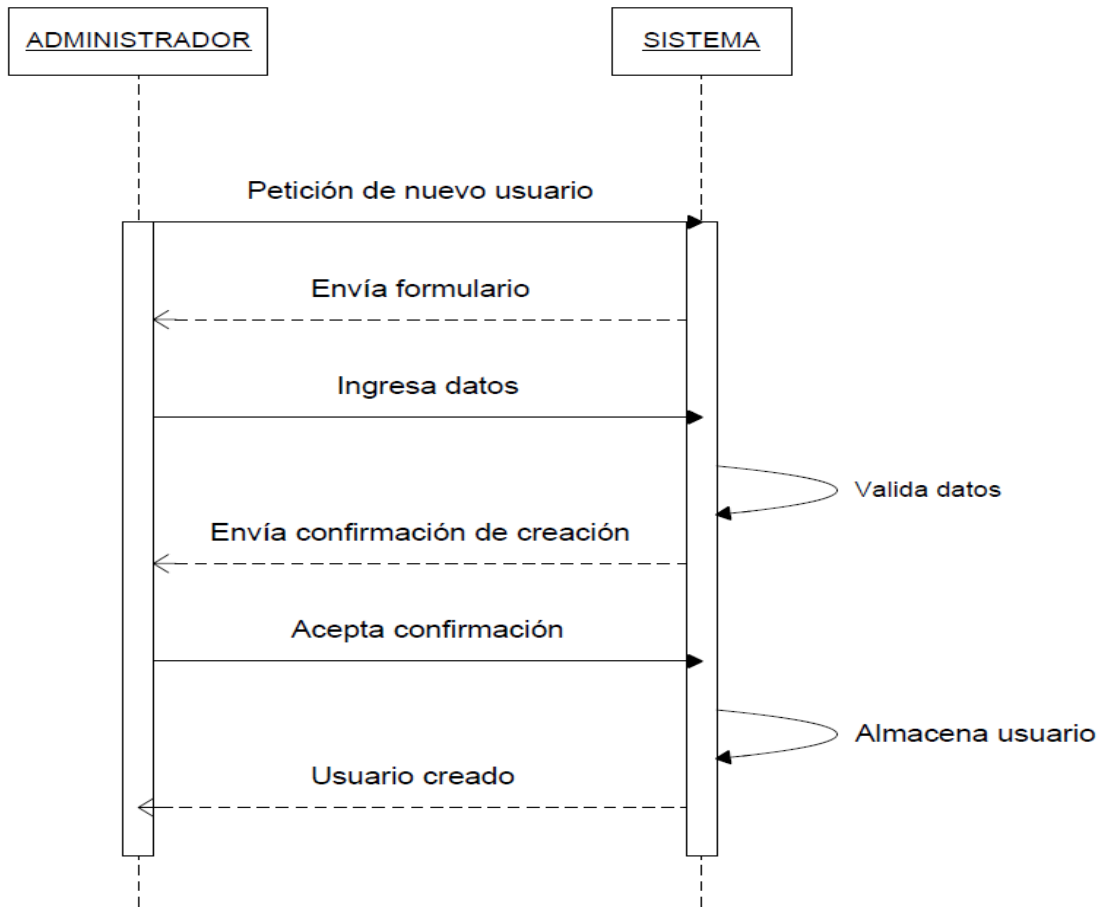 ADMINISTRADOR
SISTEMA
Petición de nuevo usuario
Envía formulario
Ingresa datos
Valida datos
Envía confirmación de creación
Acepta confirmación
Almacena usuario
Usuario creado